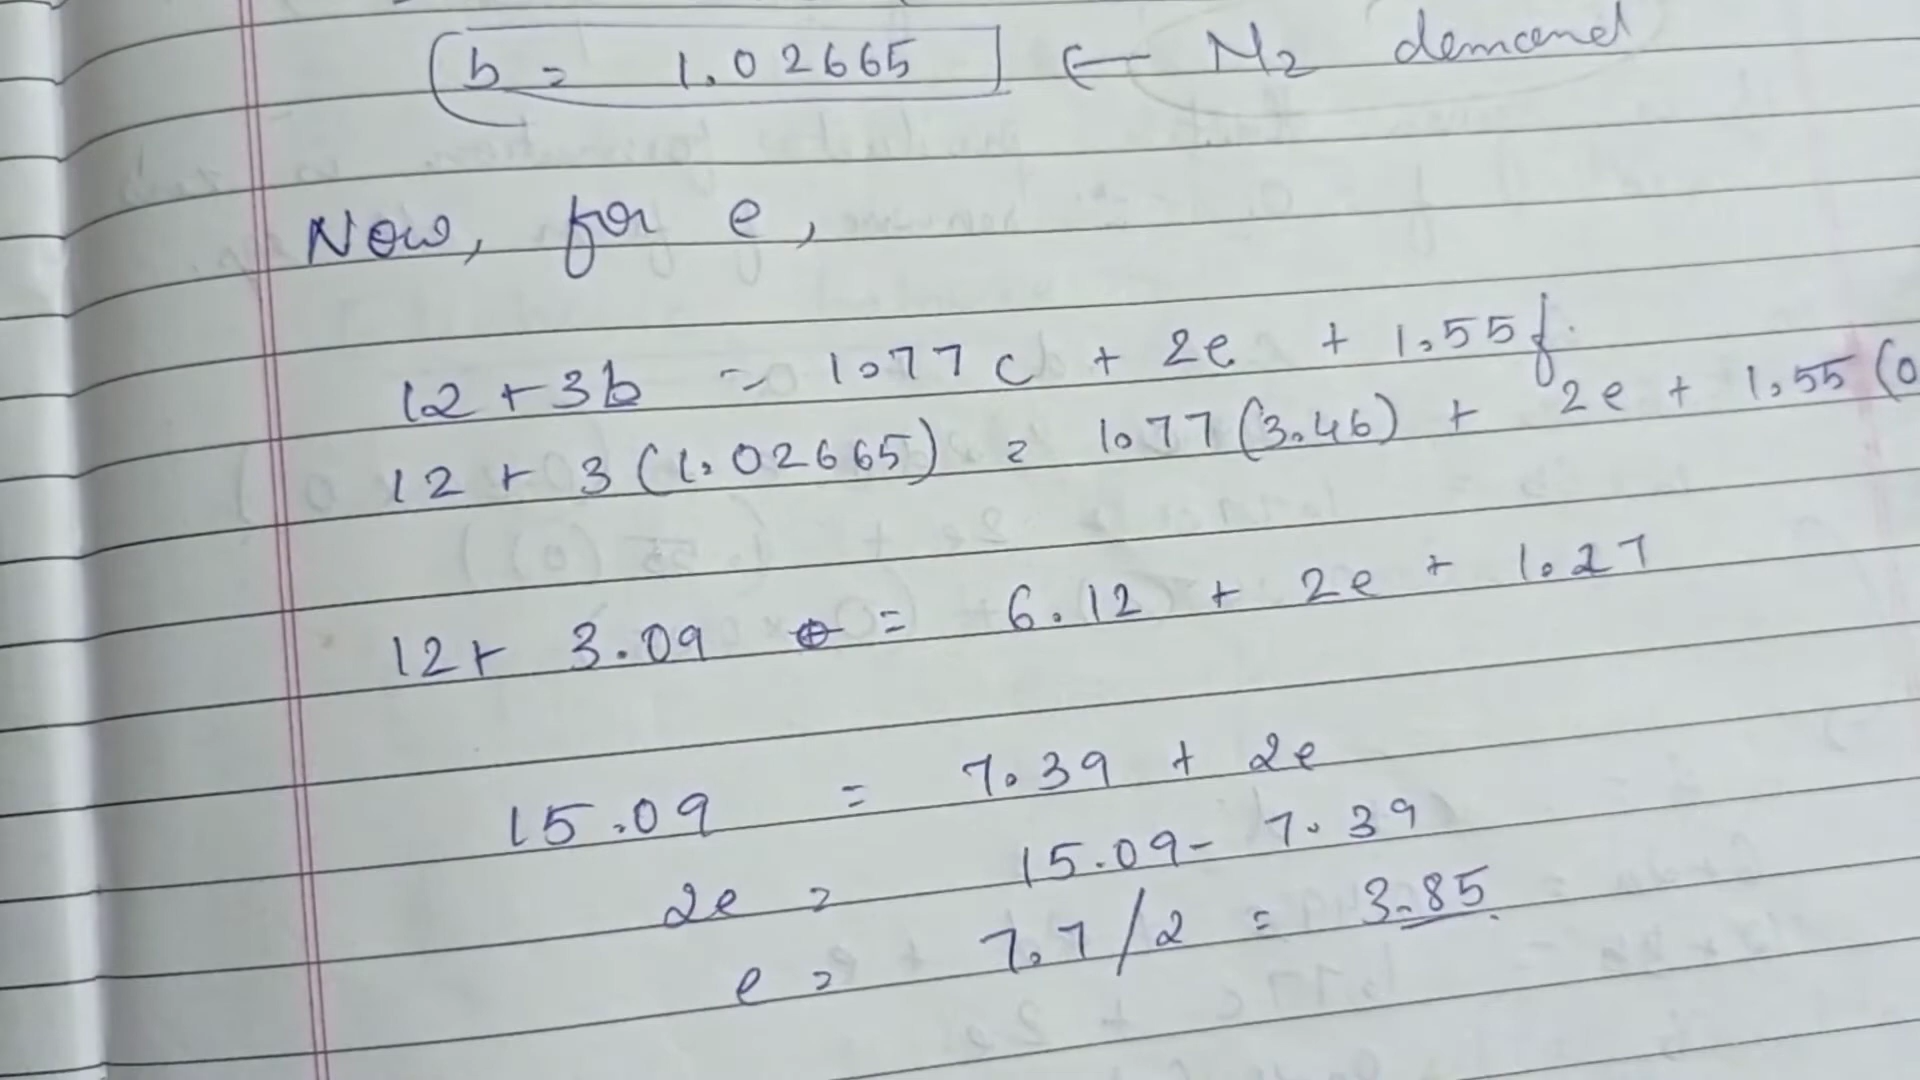 b = 1.02665 ← N2 demand
Now, for e,
12 + 3b = 1.77 c + 2e + 1.55 f
12 + 3 (1.02665) = 1.77 (3.46) + 2e + 1.55 (0
12 + 3.09 = 6.12 + 2e + 1.27
15.09 = 7.39 + 2e
2e = 15.09 - 7.39
e = 7.7/2 = 3.85